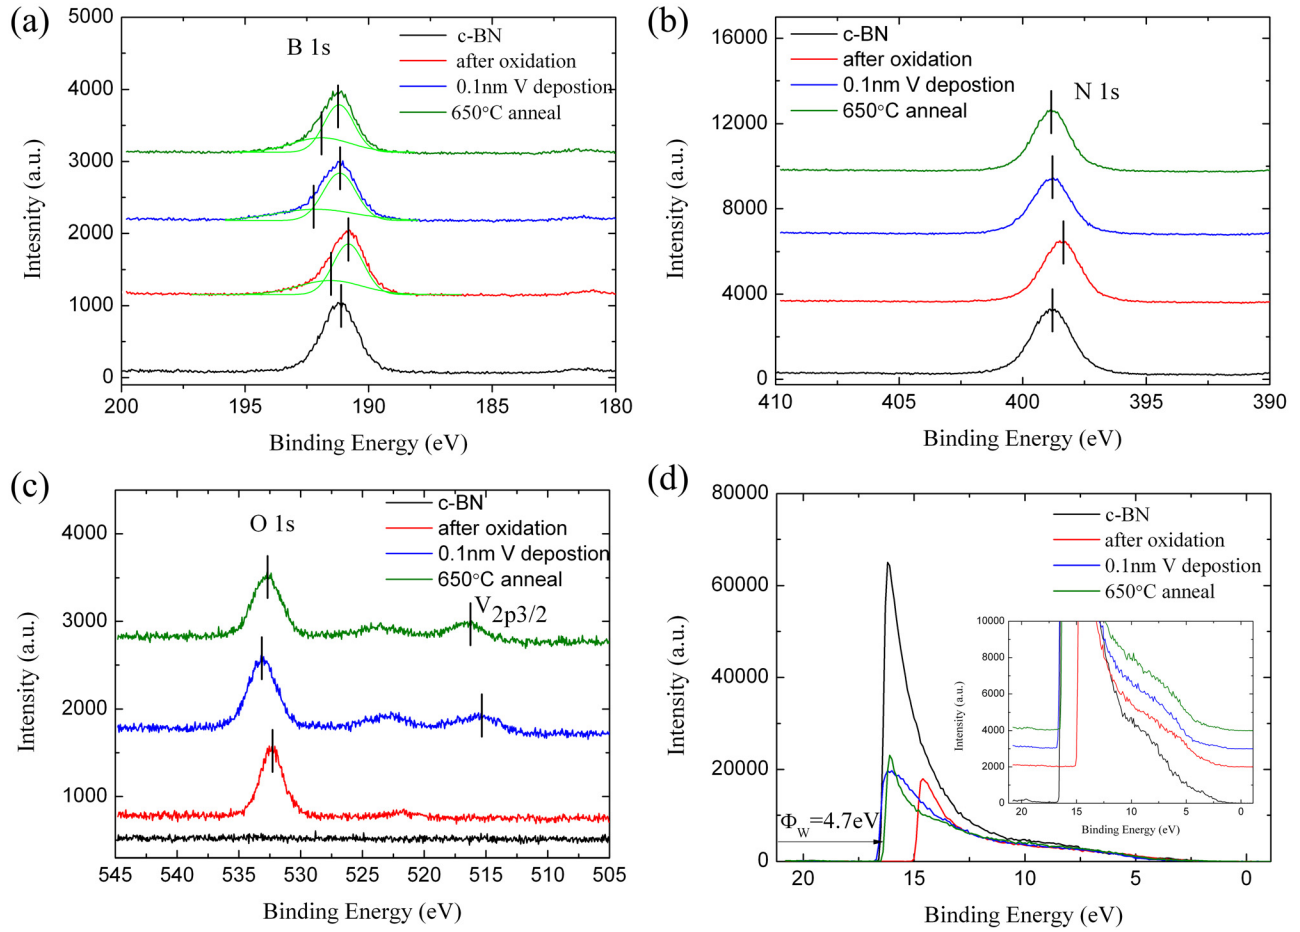 (a)
5000
4000
3000
2000
1000
0
Intesnity (a.u.)
B 1s
c-BN
after oxidation
0.1nm V depostion
650°C anneal
200
195
190
185
180
Binding Energy (eV)
(b)
16000
12000
8000
4000
0
Intensity (a.u.)
c-BN
after oxidation
0.1nm V depostion
650°C anneal
N 1s
410
405
400
395
390
Binding Energy (eV)
(c)
4000
3000
2000
1000
Intensity (a.u.)
O 1s
c-BN
after oxidation
0.1nm V depostion
650°C anneal
V2p3/2
545
540
535
530
525
520
515
510
505
Binding Energy (eV)
(d)
80000
60000
40000
20000
0
Intensity (a.u.)
c-BN
after oxidation
0.1nm V depostion
650°C anneal
ΦW=4.7eV
10000
8000
6000
4000
2000
0
Intensity (a.u.)
20
15
10
5
0
Binding Energy (eV)
20
15
10
5
0
Binding Energy (eV)